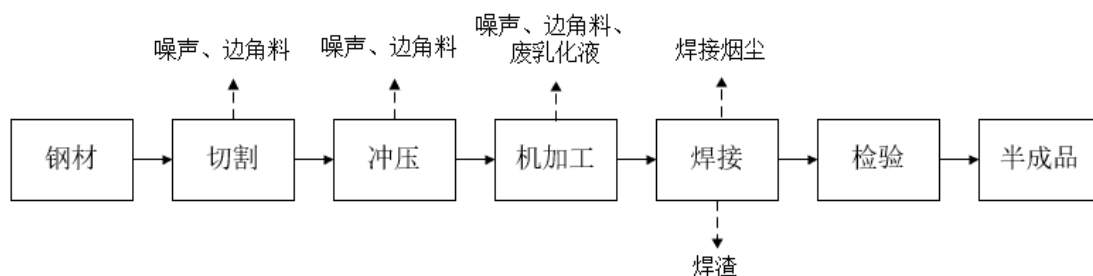 噪声、边角料
噪声、边角料
噪声、边角料、
废乳化液
焊接烟尘
钢材
切割
冲压
机加工
焊接
检验
半成品
焊渣